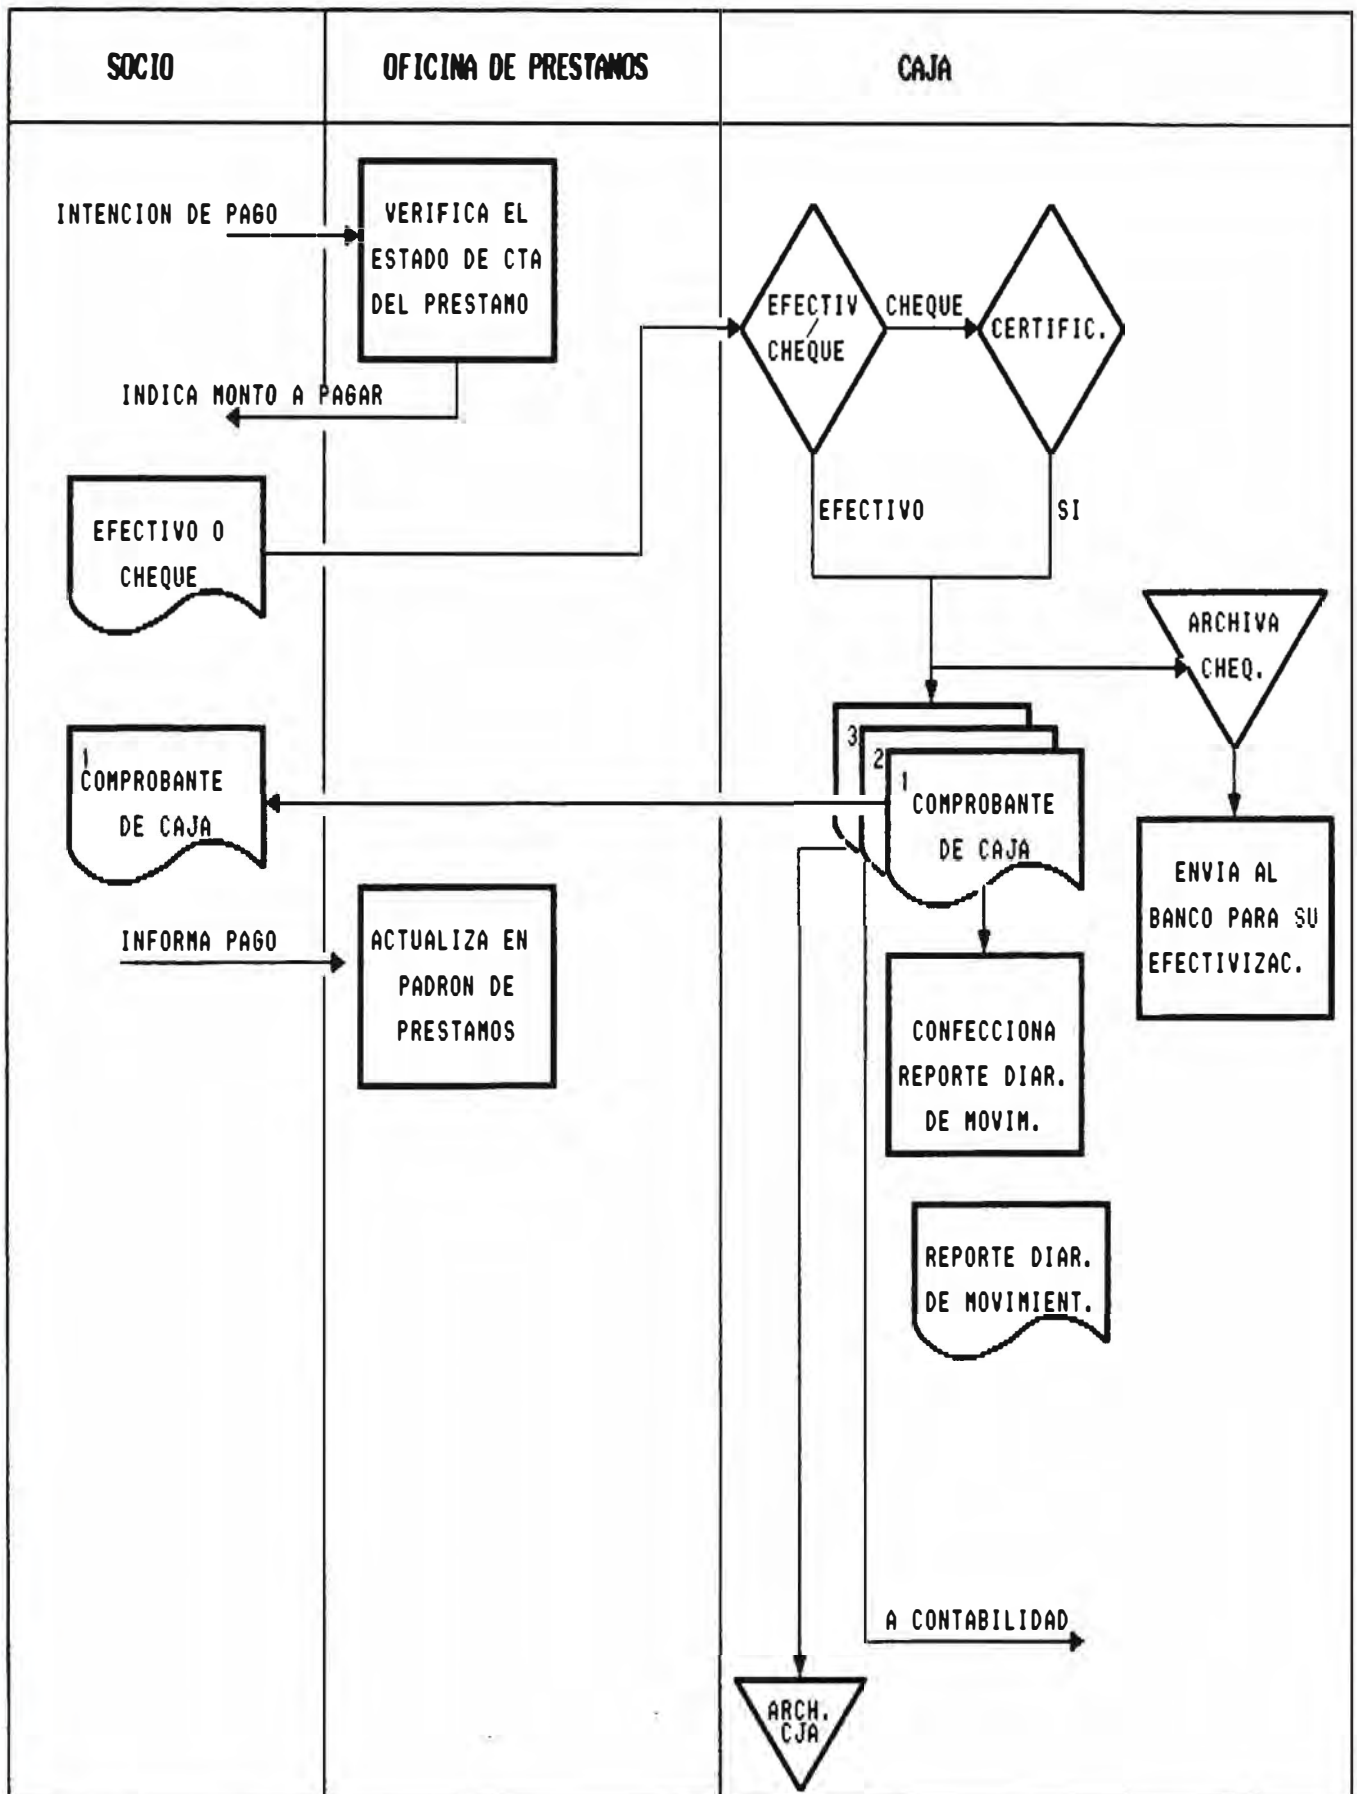 SOCIO
OFICINA DE PRESTAMOS
CAJA
INTENCION DE PAGO
VERIFICA EL
ESTADO DE CTA
DEL PRESTAMO
INDICA MONTO A PAGAR
EFECTIV
/
CHEQUE
CHEQUE
CERTIFIC.
EFECTIVO
SI
EFECTIVO O
CHEQUE
ARCHIVA
CHEQ.
1
COMPROBANTE
DE CAJA
3
2
1
COMPROBANTE
DE CAJA
ENVIA AL
BANCO PARA SU
EFECTIVIZAC.
INFORMA PAGO
ACTUALIZA EN
PADRON DE
PRESTAMOS
CONFECCIONA
REPORTE DIAR.
DE MOVIM.
REPORTE DIAR.
DE MOVIMIENT.
A CONTABILIDAD
ARCH.
CJA